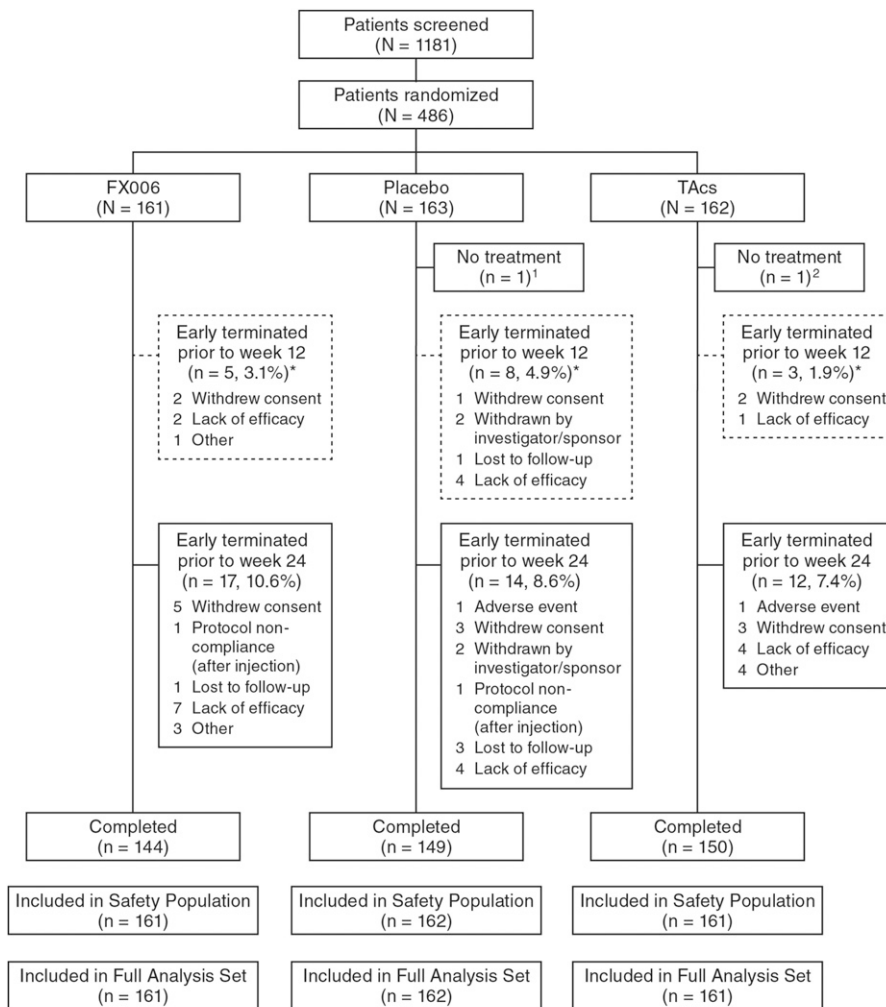 Patients screened
(N = 1181)
Patients randomized
(N = 486)
FX006
(N = 161)
Placebo
(N = 163)
TAcs
(N = 162)
No treatment
(n = 1)1
No treatment
(n = 1)2
Early terminated
prior to week 12
(n = 5, 3.1%)*
2 Withdrew consent
2 Lack of efficacy
1 Other
Early terminated
prior to week 12
(n = 8, 4.9%)*
1 Withdrew consent
2 Withdrawn by
investigator/sponsor
1 Lost to follow-up
4 Lack of efficacy
Early terminated
prior to week 12
(n = 3, 1.9%)*
2 Withdrew consent
1 Lack of efficacy
Early terminated
prior to week 24
(n = 17, 10.6%)
5 Withdrew consent
1 Protocol non-
compliance
(after injection)
1 Lost to follow-up
7 Lack of efficacy
3 Other
Early terminated
prior to week 24
(n = 14, 8.6%)
1 Adverse event
3 Withdrew consent
2 Withdrawn by
investigator/sponsor
1 Protocol non-
compliance
(after injection)
3 Lost to follow-up
4 Lack of efficacy
Early terminated
prior to week 24
(n = 12, 7.4%)
1 Adverse event
3 Withdrew consent
4 Lack of efficacy
4 Other
Completed
(n = 144)
Completed
(n = 149)
Completed
(n = 150)
Included in Safety Population
(n = 161)
Included in Safety Population
(n = 162)
Included in Safety Population
(n = 161)
Included in Full Analysis Set
(n = 161)
Included in Full Analysis Set
(n = 162)
Included in Full Analysis Set
(n = 161)